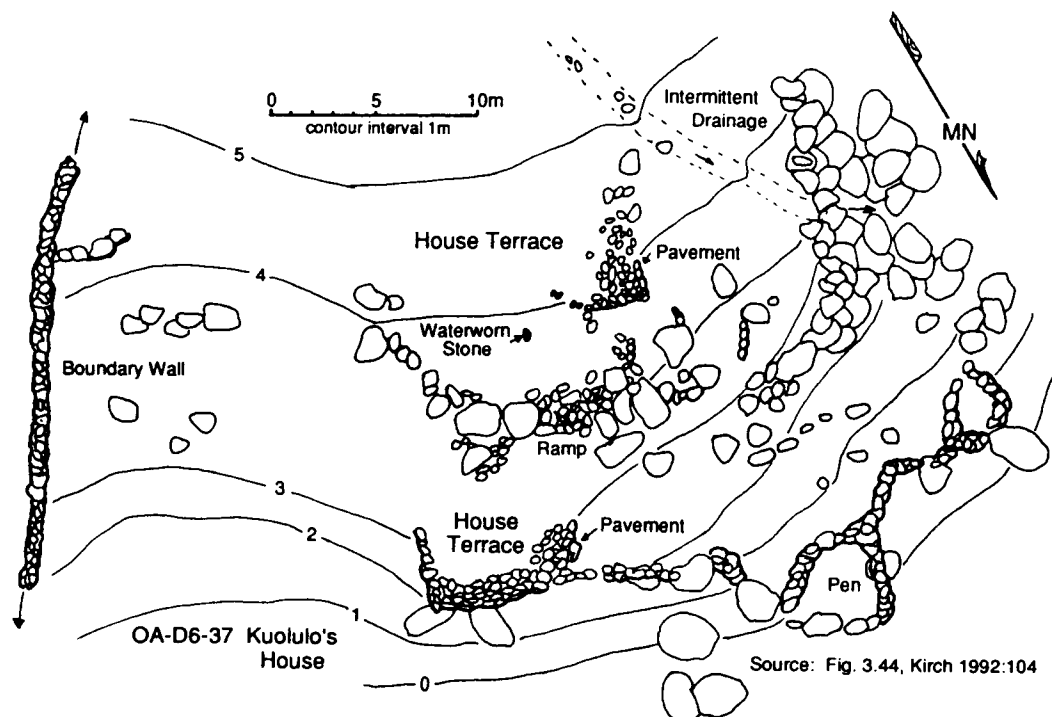 0 5 10m
contour interval 1m
Intermittent
Drainage
MN
5
House Terrace
Pavement
4
Waterworn
Stone
Boundary Wall
Ramp
3
House
Terrace
Pavement
2
Pen
1
OA-D6-37 Kuolulo's
House
0
Source: Fig. 3.44, Kirch 1992:104